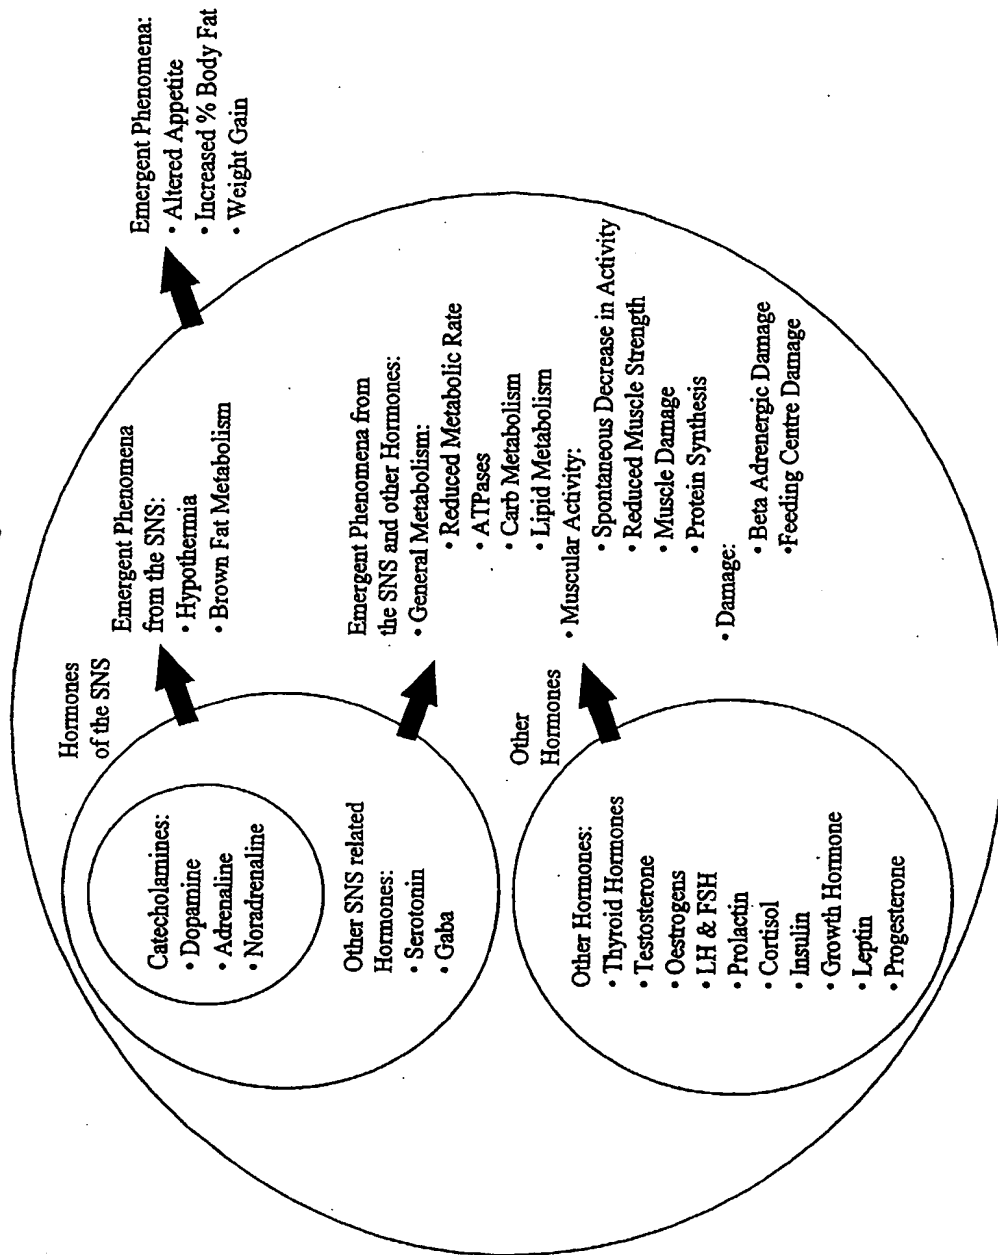 Hormones
of the SNS
Catecholamines:
• Dopamine
• Adrenaline
• Noradrenaline
Other SNS related
Hormones:
• Serotonin
• Gaba
Other
Hormones
Other Hormones:
• Thyroid Hormones
• Testosterone
• Oestrogens
• LH & FSH
• Prolactin
• Cortisol
• Insulin
• Growth Hormone
• Leptin
• Progesterone
Emergent Phenomena
from the SNS:
• Hypothermia
• Brown Fat Metabolism
Emergent Phenomena from
the SNS and other Hormones:
• General Metabolism:
• Reduced Metabolic Rate
• ATPases
• Carb Metabolism
• Lipid Metabolism
• Muscular Activity:
• Spontaneous Decrease in Activity
• Reduced Muscle Strength
• Muscle Damage
• Protein Synthesis
• Damage:
• Beta Adrenergic Damage
•Feeding Centre Damage
Emergent Phenomena:
• Altered Appetite
• Increased % Body Fat
• Weight Gain